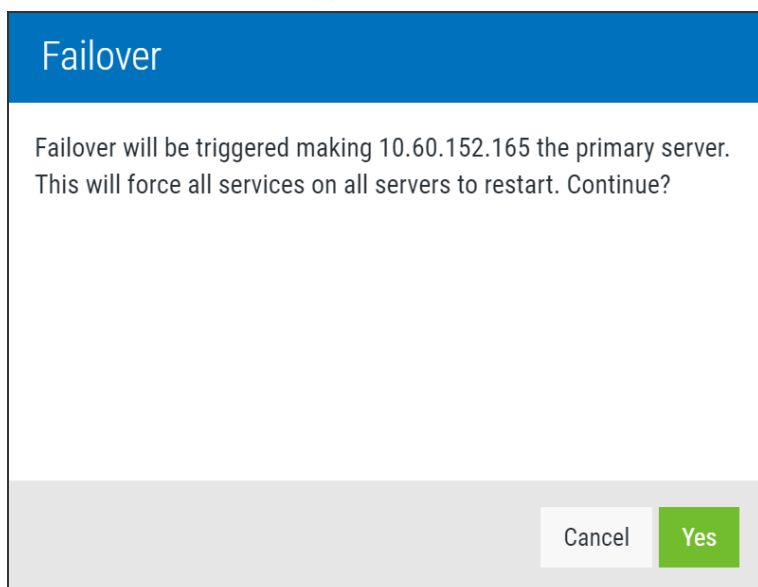 Failover
Failover will be triggered making 10.60.152.165 the primary server.
This will force all services on all servers to restart. Continue?
Cancel
Yes